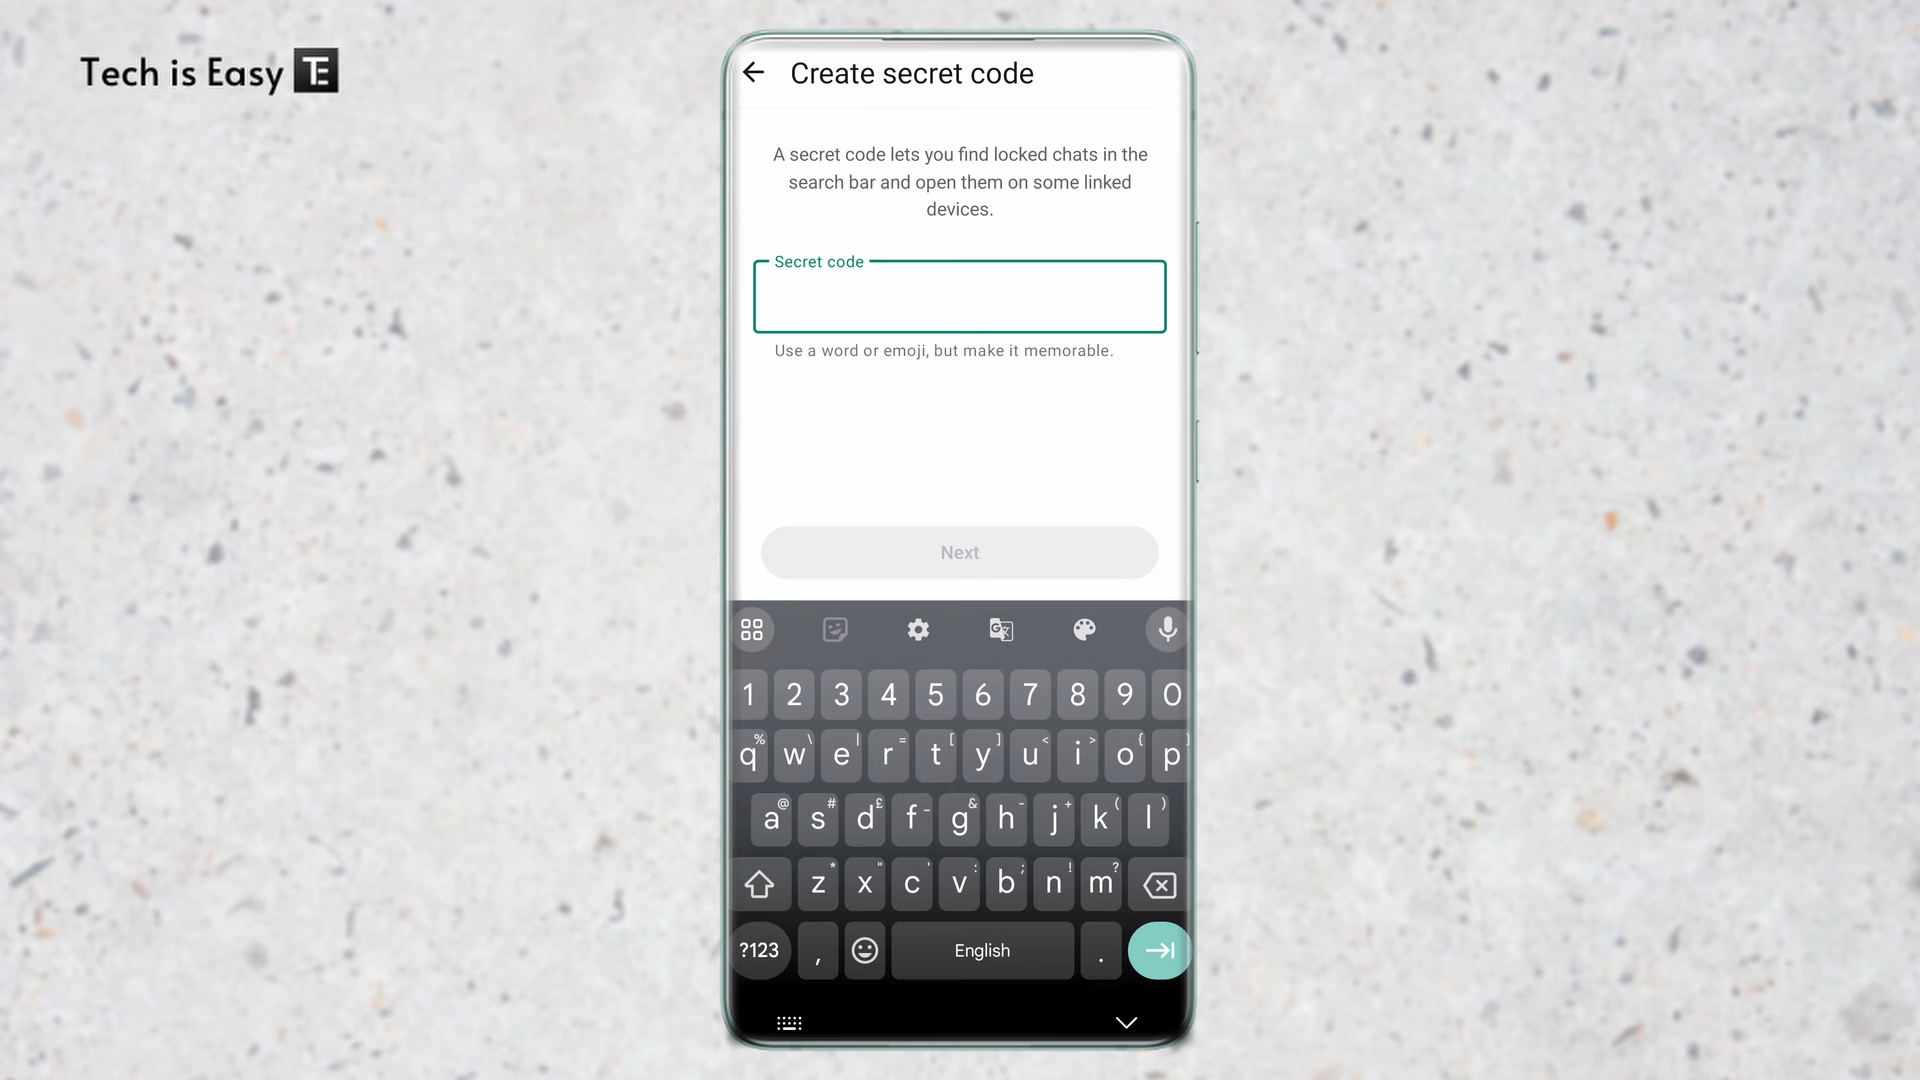 Tech is Easy TE
Create secret code
A secret code lets you find locked chats in the
search bar and open them on some linked
devices.
Secret code
Use a word or emoji, but make it memorable.
Next
1 2 3 4 5 6 7 8 9 0
q% w\ e| r= t[ y] u< i> o{ p}
a@ s# d£ f_ g& h- j+ k( l)
z* x" c' v: b; n! m?
?123 , English .